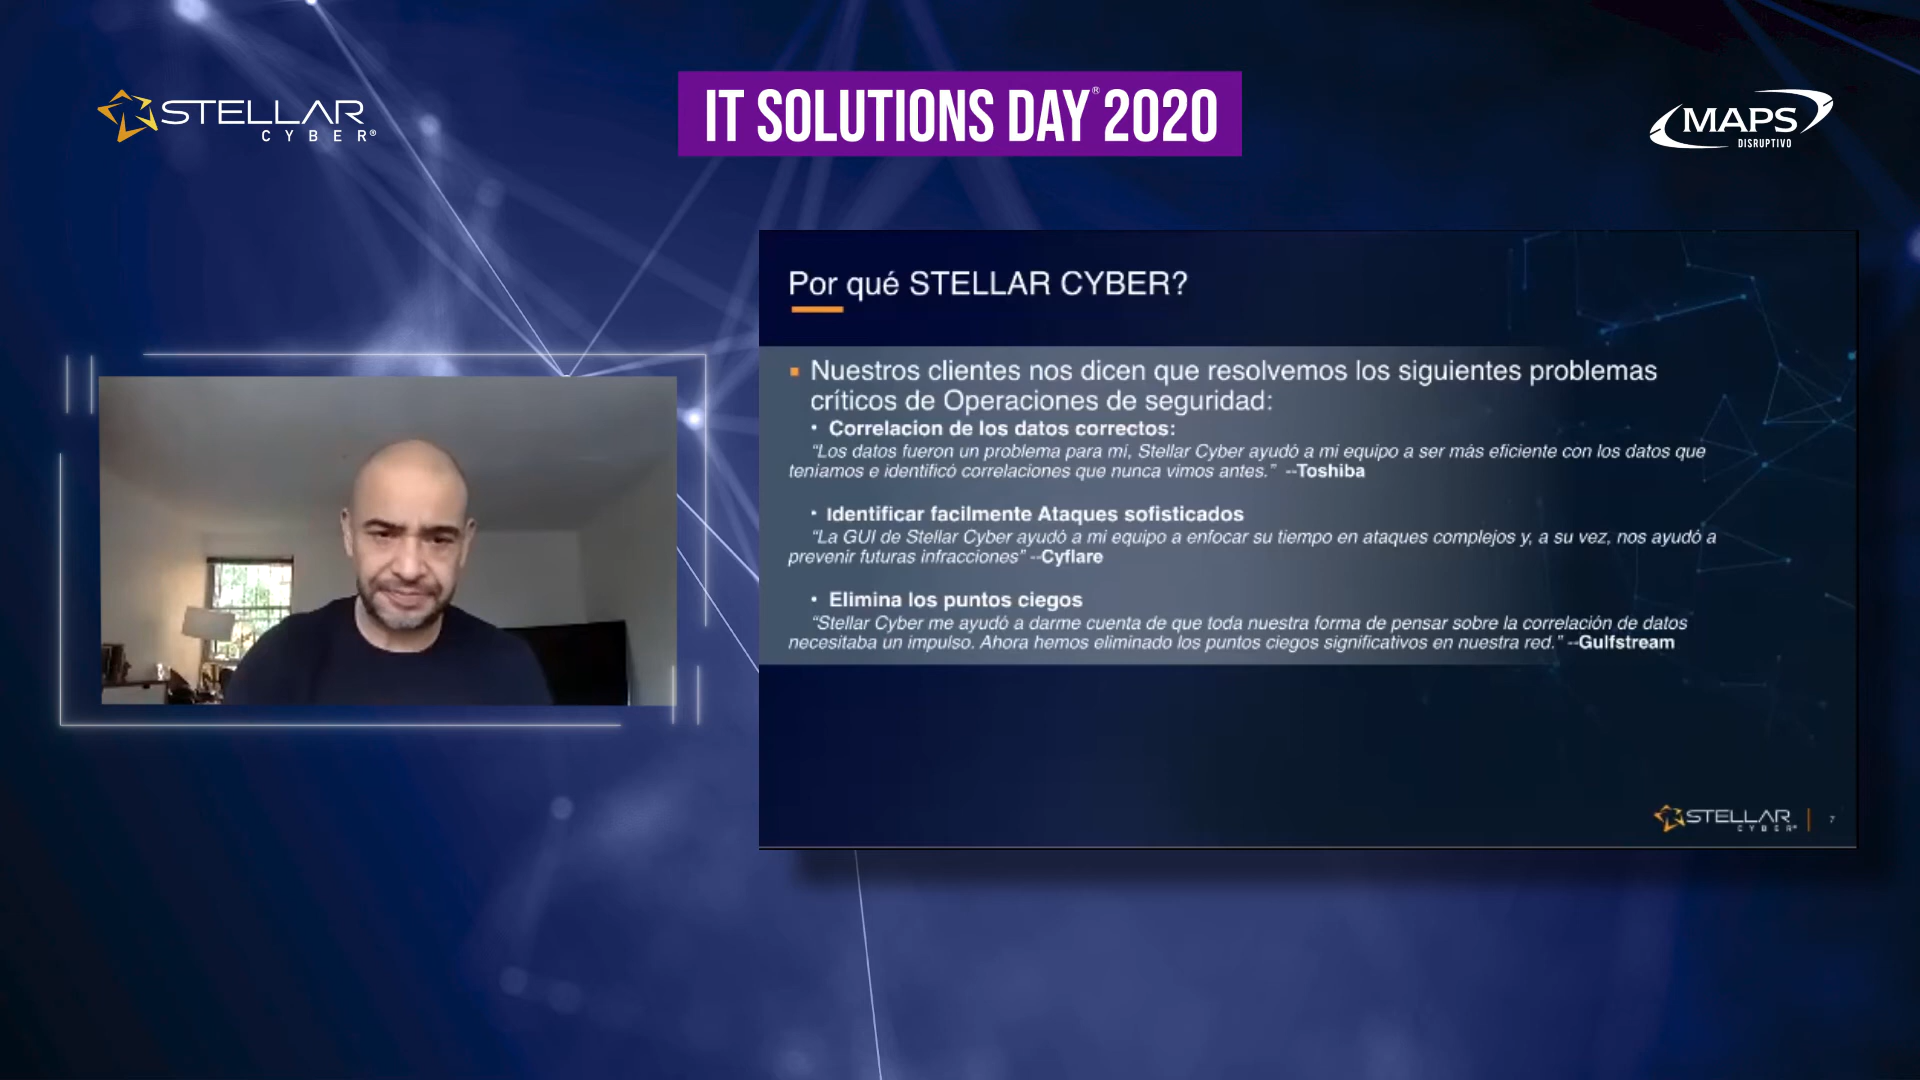 STELLAR
CYBER®
IT SOLUTIONS DAY® 2020
MAPS
DISRUPTIVO
Por qué STELLAR CYBER?
▪ Nuestros clientes nos dicen que resolvemos los siguientes problemas
críticos de Operaciones de seguridad:
• Correlacion de los datos correctos:
“Los datos fueron un problema para mí, Stellar Cyber ayudó a mi equipo a ser más eficiente con los datos que
teníamos e identificó correlaciones que nunca vimos antes.” --Toshiba
• Identificar facilmente Ataques sofisticados
“La GUI de Stellar Cyber ayudó a mi equipo a enfocar su tiempo en ataques complejos y, a su vez, nos ayudó a
prevenir futuras infracciones” --Cyflare
• Elimina los puntos ciegos
“Stellar Cyber me ayudó a darme cuenta de que toda nuestra forma de pensar sobre la correlación de datos
necesitaba un impulso. Ahora hemos eliminado los puntos ciegos significativos en nuestra red.” --Gulfstream
STELLAR
CYBER®
7